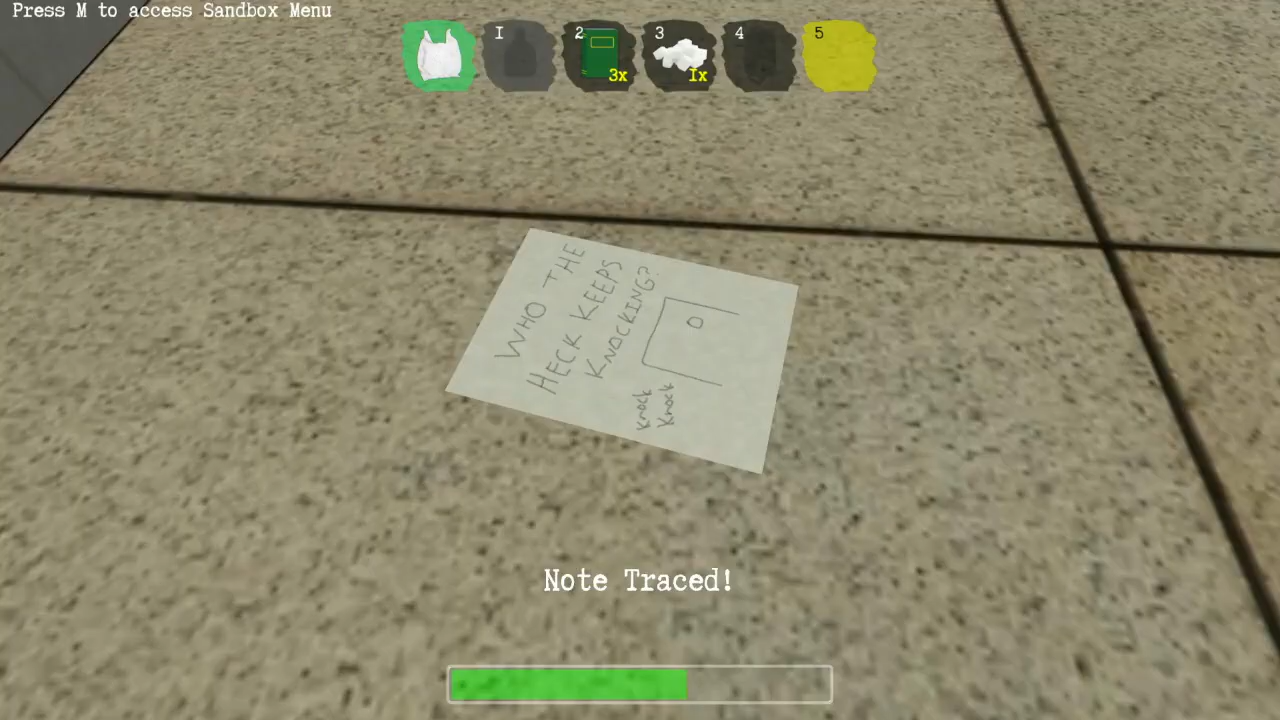 Press M to access Sandbox Menu
1
2
3x
3
1x
4
5
WHO THE
HECK KEEPS
KNOCKING?
Knock
Knock
Note Traced!